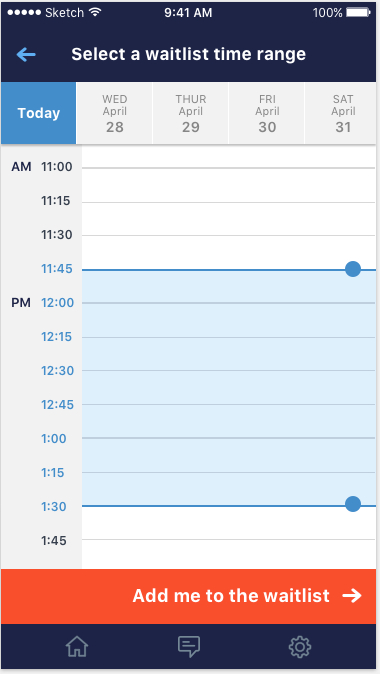 Sketch 9:41 AM 100%
Select a waitlist time range
Today
WED
April
28
THUR
April
29
FRI
April
30
SAT
April
31
AM 11:00
11:15
11:30
11:45
PM 12:00
12:15
12:30
12:45
1:00
1:15
1:30
1:45
Add me to the waitlist